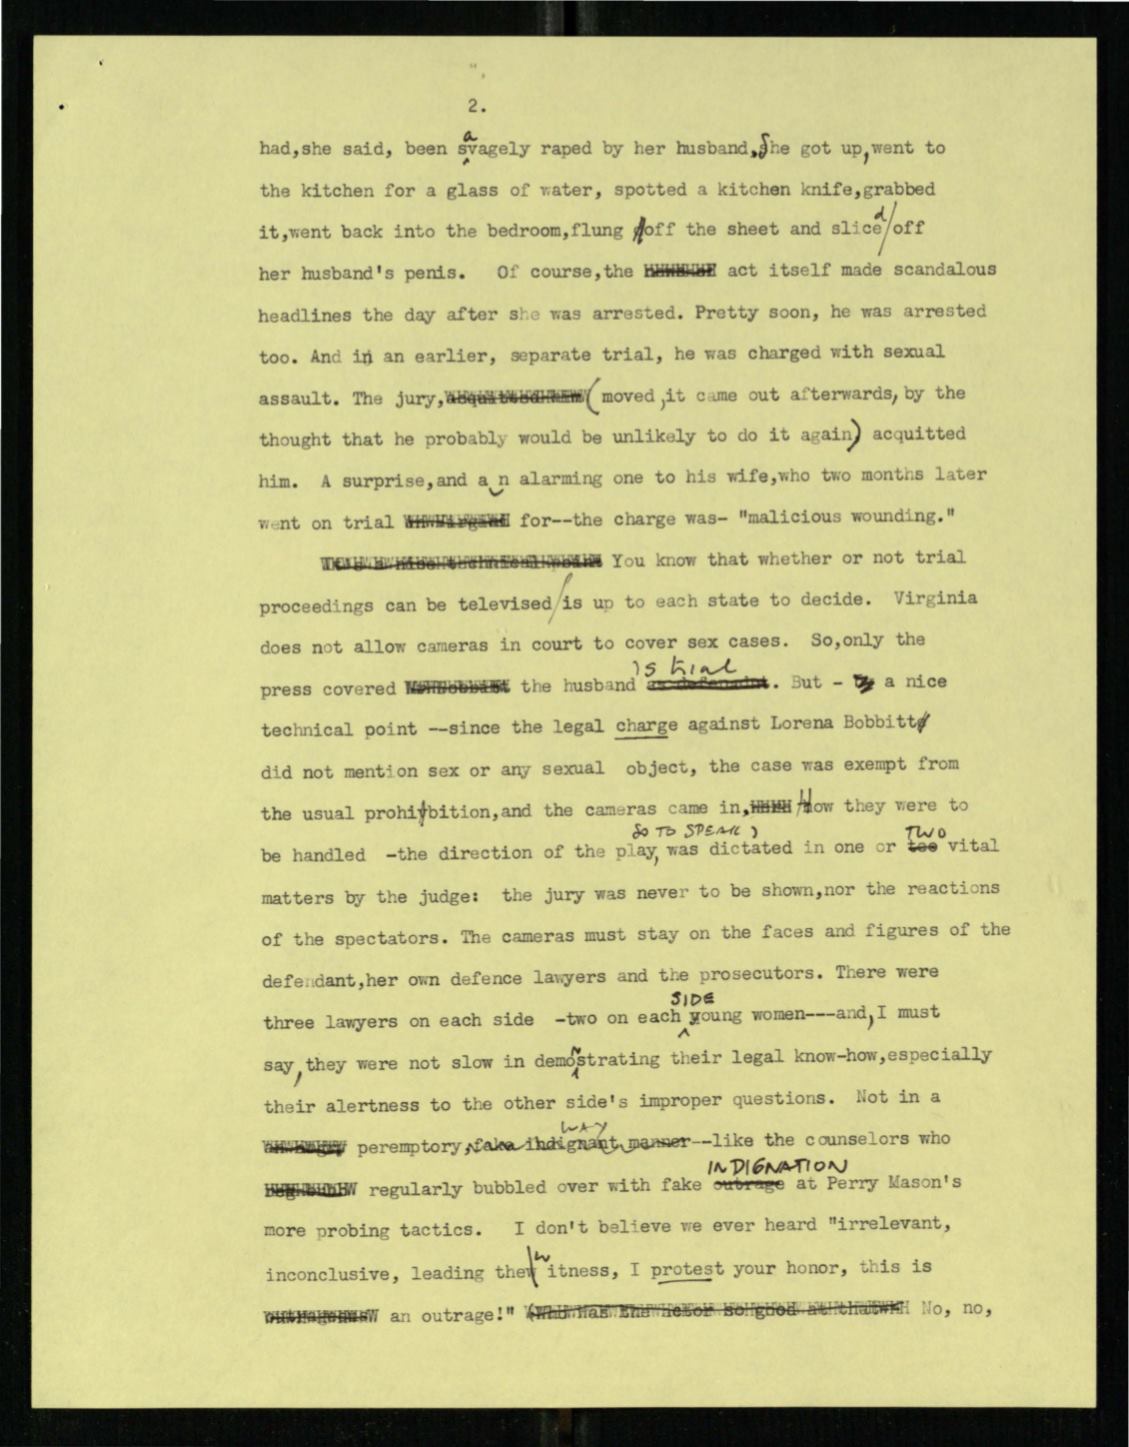 2.
had,she said, been savagely raped by her husband, She got up, went to
the kitchen for a glass of water, spotted a kitchen knife,grabbed
it,went back into the bedroom,flung off the sheet and sliced/off
her husband's penis. Of course,the act itself made scandalous
headlines the day after she was arrested. Pretty soon, he was arrested
too. And in an earlier, separate trial, he was charged with sexual
assault. The jury, (moved,it came out afterwards, by the
thought that he probably would be unlikely to do it again) acquitted
him. A surprise,and an alarming one to his wife,who two months later
went on trial for--the charge was- "malicious wounding."
You know that whether or not trial
proceedings can be televised/is up to each state to decide. Virginia
does not allow cameras in court to cover sex cases. So,only the
press covered the husband's trial. But - a nice
technical point --since the legal charge against Lorena Bobbitt
did not mention sex or any sexual object, the case was exempt from
the usual prohibition,and the cameras came in, How they were to
be handled -the direction of the play, SO TO SPEAK, was dictated in one or TWO vital
matters by the judge: the jury was never to be shown,nor the reactions
of the spectators. The cameras must stay on the faces and figures of the
defendant,her own defence lawyers and the prosecutors. There were
three lawyers on each side -two on each SIDE young women---and, I must
say, they were not slow in demonstrating their legal know-how,especially
their alertness to the other side's improper questions. Not in a
peremptory, fake indignant WAY manner--like the counselors who
regularly bubbled over with fake INDIGNATION at Perry Mason's
more probing tactics. I don't believe we ever heard "irrelevant,
inconclusive, leading the witness, I protest your honor, this is
an outrage!" (Who was the actor so good at that No, no,